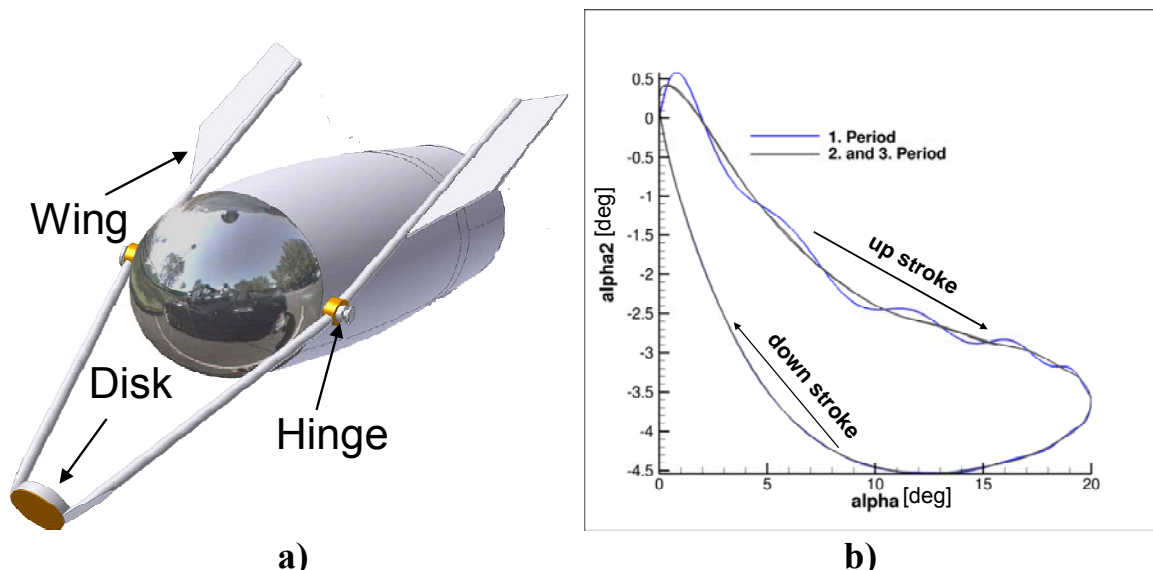 Wing
Disk
Hinge
a)
0.5
0
-0.5
-1
-1.5
-2
-2.5
-3
-3.5
-4
-4.5
alpha2 [deg]
1. Period
2. and 3. Period
up stroke
down stroke
0
5
10
15
20
alpha [deg]
b)